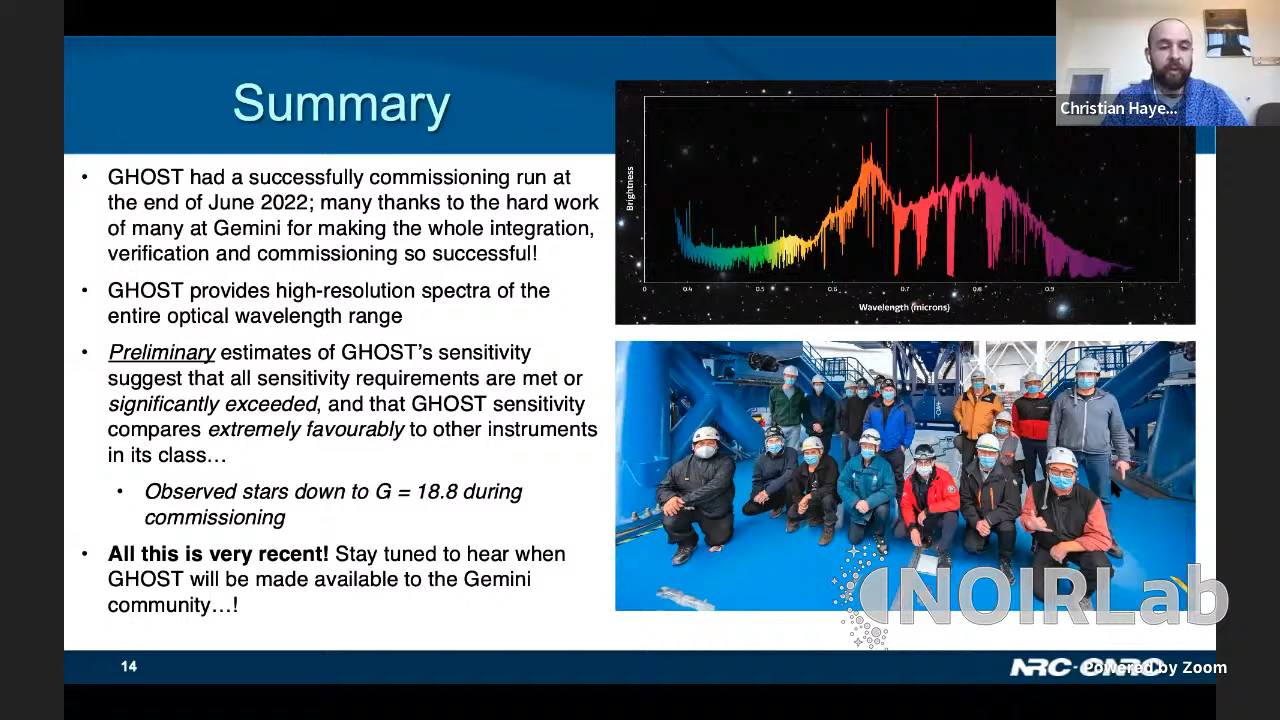 Summary
Christian Haye...
• GHOST had a successfully commissioning run at
the end of June 2022; many thanks to the hard work
of many at Gemini for making the whole integration,
verification and commissioning so successful!
• GHOST provides high-resolution spectra of the
entire optical wavelength range
• Preliminary estimates of GHOST's sensitivity
suggest that all sensitivity requirements are met or
significantly exceeded, and that GHOST sensitivity
compares extremely favourably to other instruments
in its class…
• Observed stars down to G = 18.8 during
commissioning
• All this is very recent! Stay tuned to hear when
GHOST will be made available to the Gemini
community…!
Brightness
0 0.4 0.5 0.6 0.7 0.8 0.9 1
Wavelength (microns)
NOIRLab
14
NRC·CNRC
Powered by Zoom